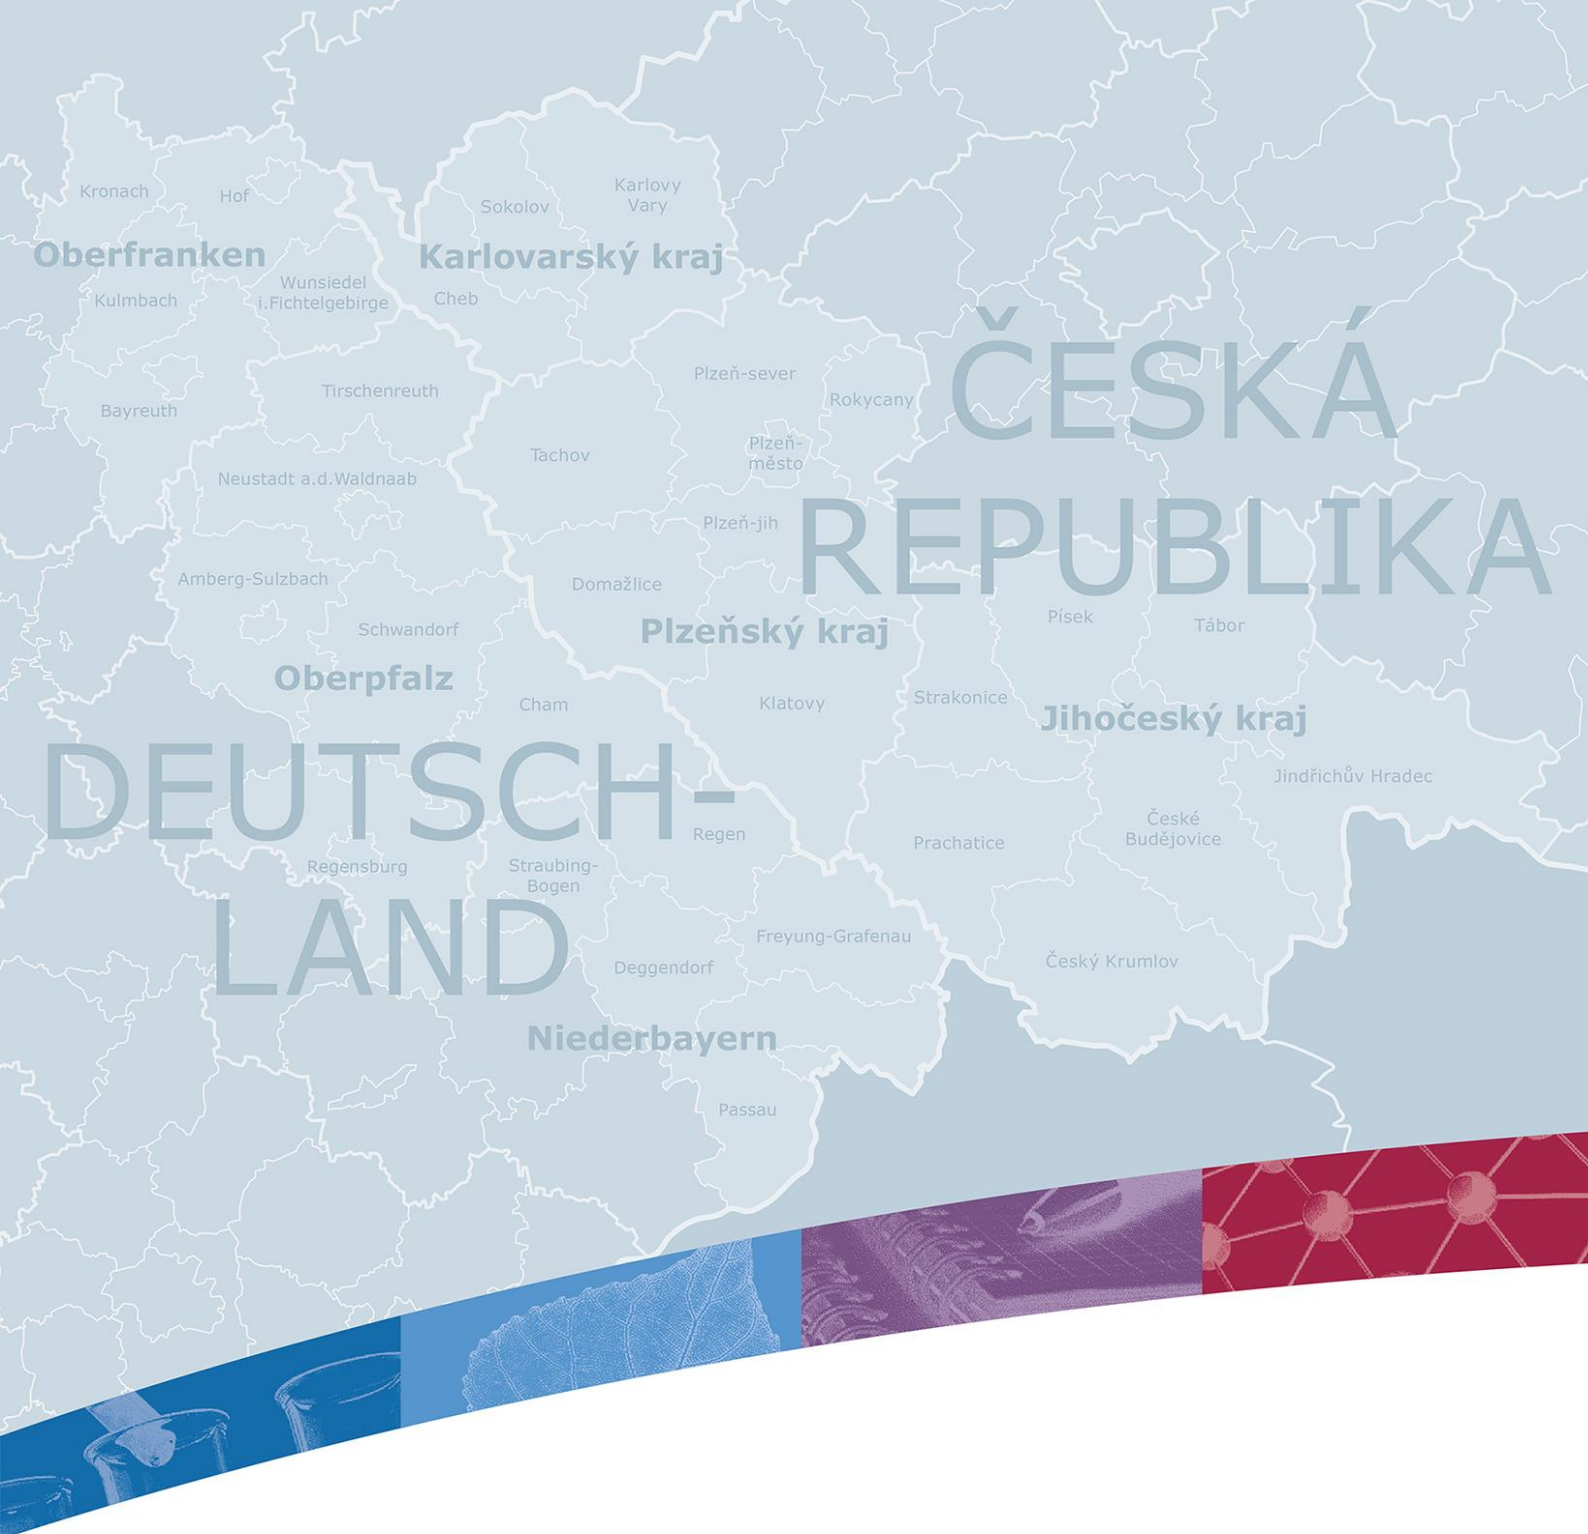 Kronach
Hof
Sokolov
Karlovy
Vary
Oberfranken
Karlovarský kraj
Kulmbach
Wunsiedel
i.Fichtelgebirge
Cheb
Bayreuth
Tirschenreuth
Plzeň-sever
Rokycany
ČESKÁ
Tachov
Plzeň-
město
Neustadt a.d.Waldnaab
Plzeň-jih
REPUBLIKA
Amberg-Sulzbach
Domažlice
Schwandorf
Plzeňský kraj
Písek
Tábor
Oberpfalz
Cham
Klatovy
Strakonice
Jihočeský kraj
Jindřichův Hradec
DEUTSCH-
Regen
Prachatice
České
Budějovice
Regensburg
Straubing-
Bogen
LAND
Freyung-Grafenau
Deggendorf
Český Krumlov
Niederbayern
Passau